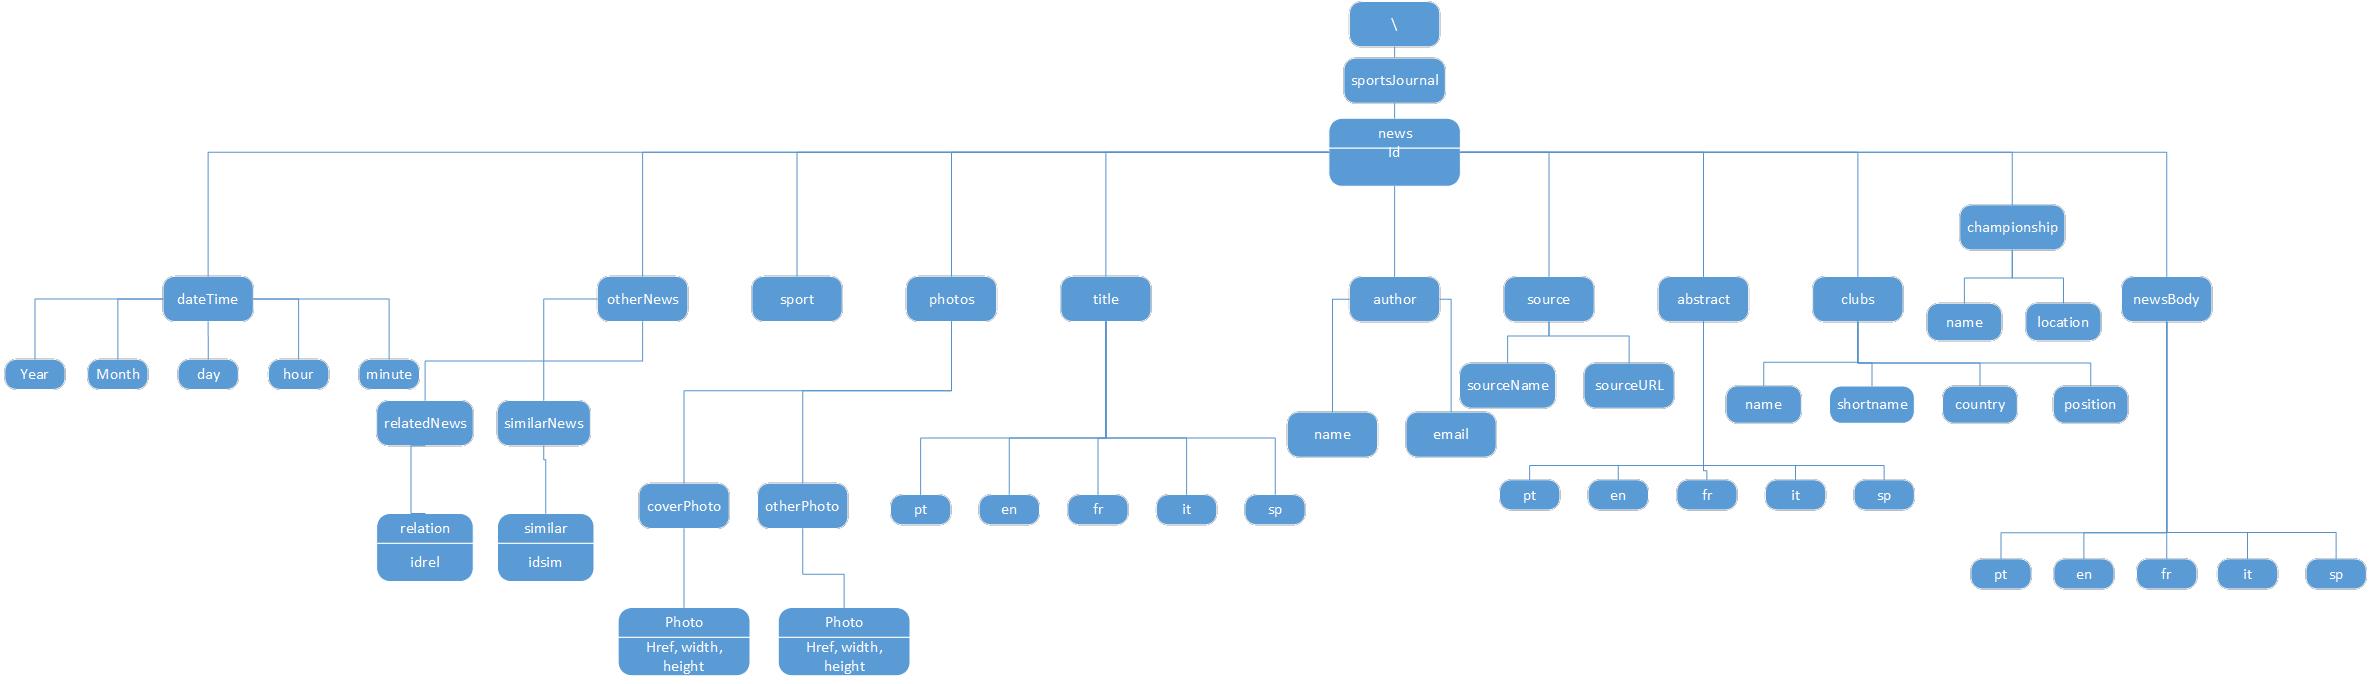 \
sportsJournal
news
Id
championship
dateTime
otherNews
sport
photos
title
author
source
abstract
clubs
newsBody
name
location
Year
Month
day
hour
minute
sourceName
sourceURL
name
shortname
country
position
relatedNews
similarNews
name
email
coverPhoto
otherPhoto
pt
en
fr
it
sp
pt
en
fr
it
sp
relation
idrel
similar
idsim
pt
en
fr
it
sp
Photo
Href, width,
height
Photo
Href, width,
height